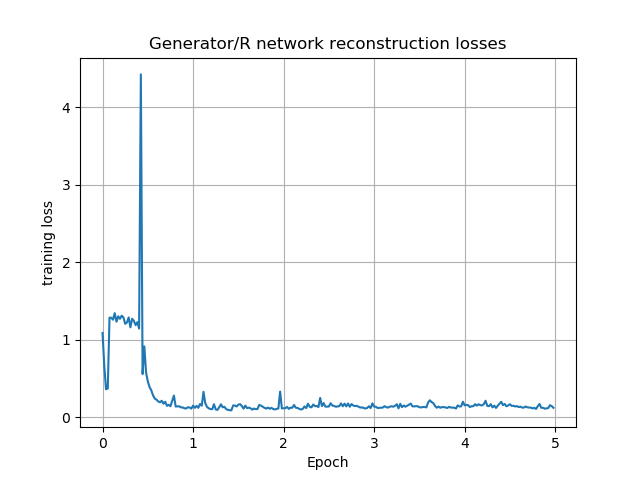 Generator/R network reconstruction losses
training loss
4
3
2
1
0
0 1 2 3 4 5
Epoch